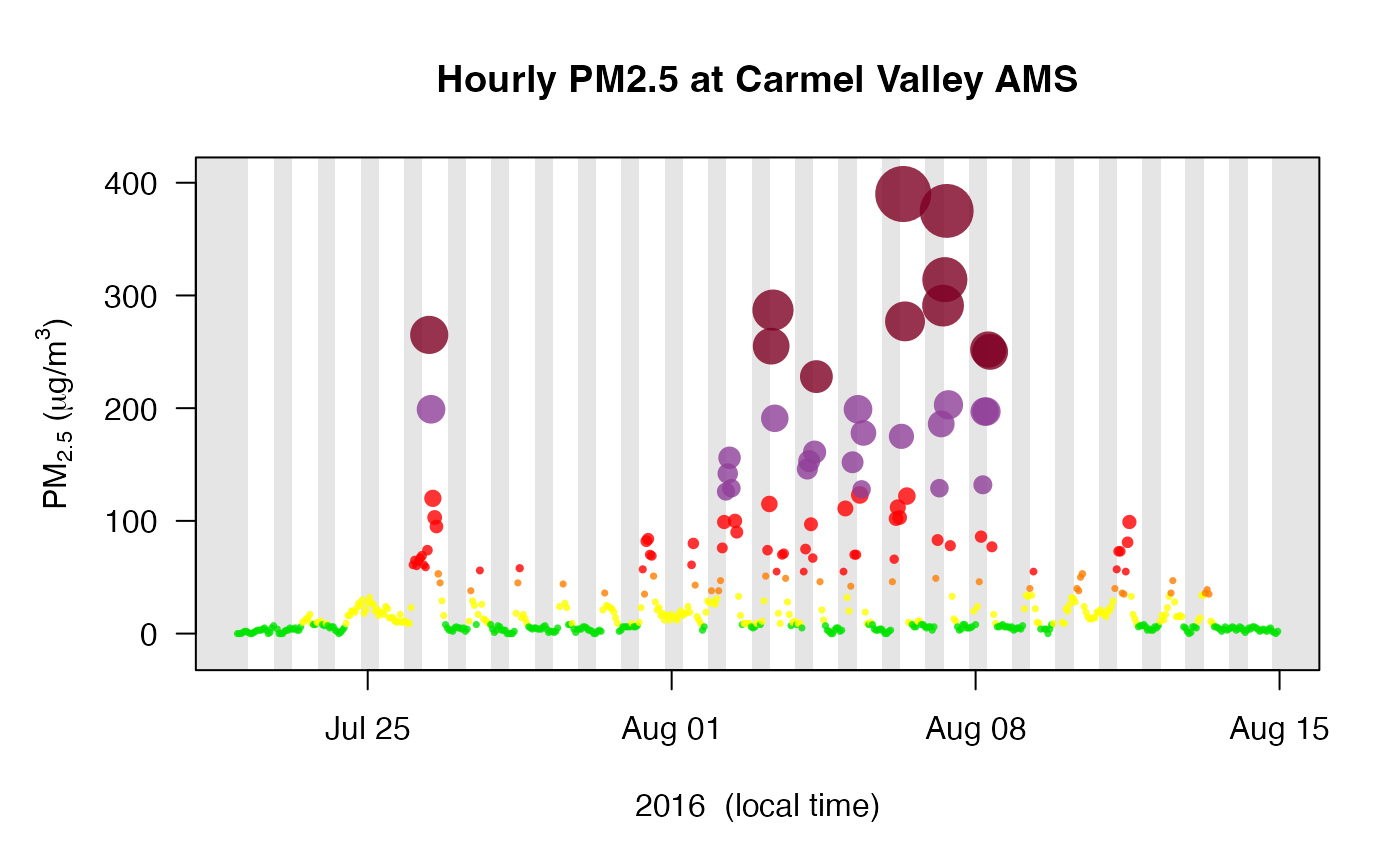 Hourly PM2.5 at Carmel Valley AMS
400
300
200
100
0
PM₂.₅ (μg/m³)
Jul 25 Aug 01 Aug 08 Aug 15
2016 (local time)